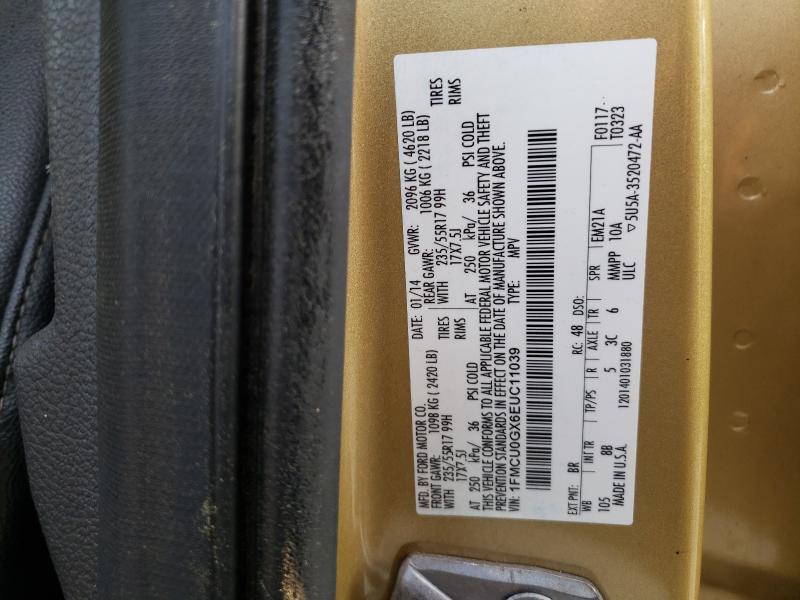 MFD. BY FORD MOTOR CO.
DATE: 01/14 GVWR: 2096 KG ( 4620 LB)
FRONT GAWR: 1098 KG ( 2420 LB) REAR GAWR: 1006 KG ( 2218 LB)
WITH 235/55R17 99H TIRES WITH 235/55R17 99H TIRES
17X7.5J RIMS 17X7.5J RIMS
AT 250 kPa/ 36 PSI COLD AT 250 kPa/ 36 PSI COLD
THIS VEHICLE CONFORMS TO ALL APPLICABLE FEDERAL MOTOR VEHICLE SAFETY AND THEFT
PREVENTION STANDARDS IN EFFECT ON THE DATE OF MANUFACTURE SHOWN ABOVE.
VIN: 1FMCU0GX6EUC11039 TYPE: MPV
EXT PNT: BR RC: 48 DSO: F0117
WB INT TR TP/PS R AXLE TR SPR EM21A T0323
105 8B 5 3C 6 MMPP 10A
MADE IN U.S.A. 1201401031880 ULC ▽5U5A-3520472-AA